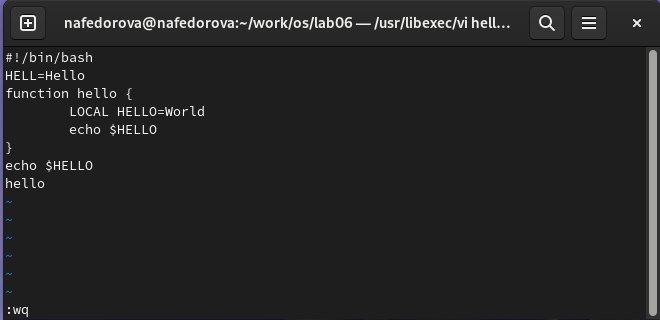 nafedorova@nafedorova:~/work/os/lab06 — /usr/libexec/vi hell...
#!/bin/bash
HELL=Hello
function hello {
        LOCAL HELLO=World
        echo $HELLO
}
echo $HELLO
hello
~
~
~
~
~
~
:wq